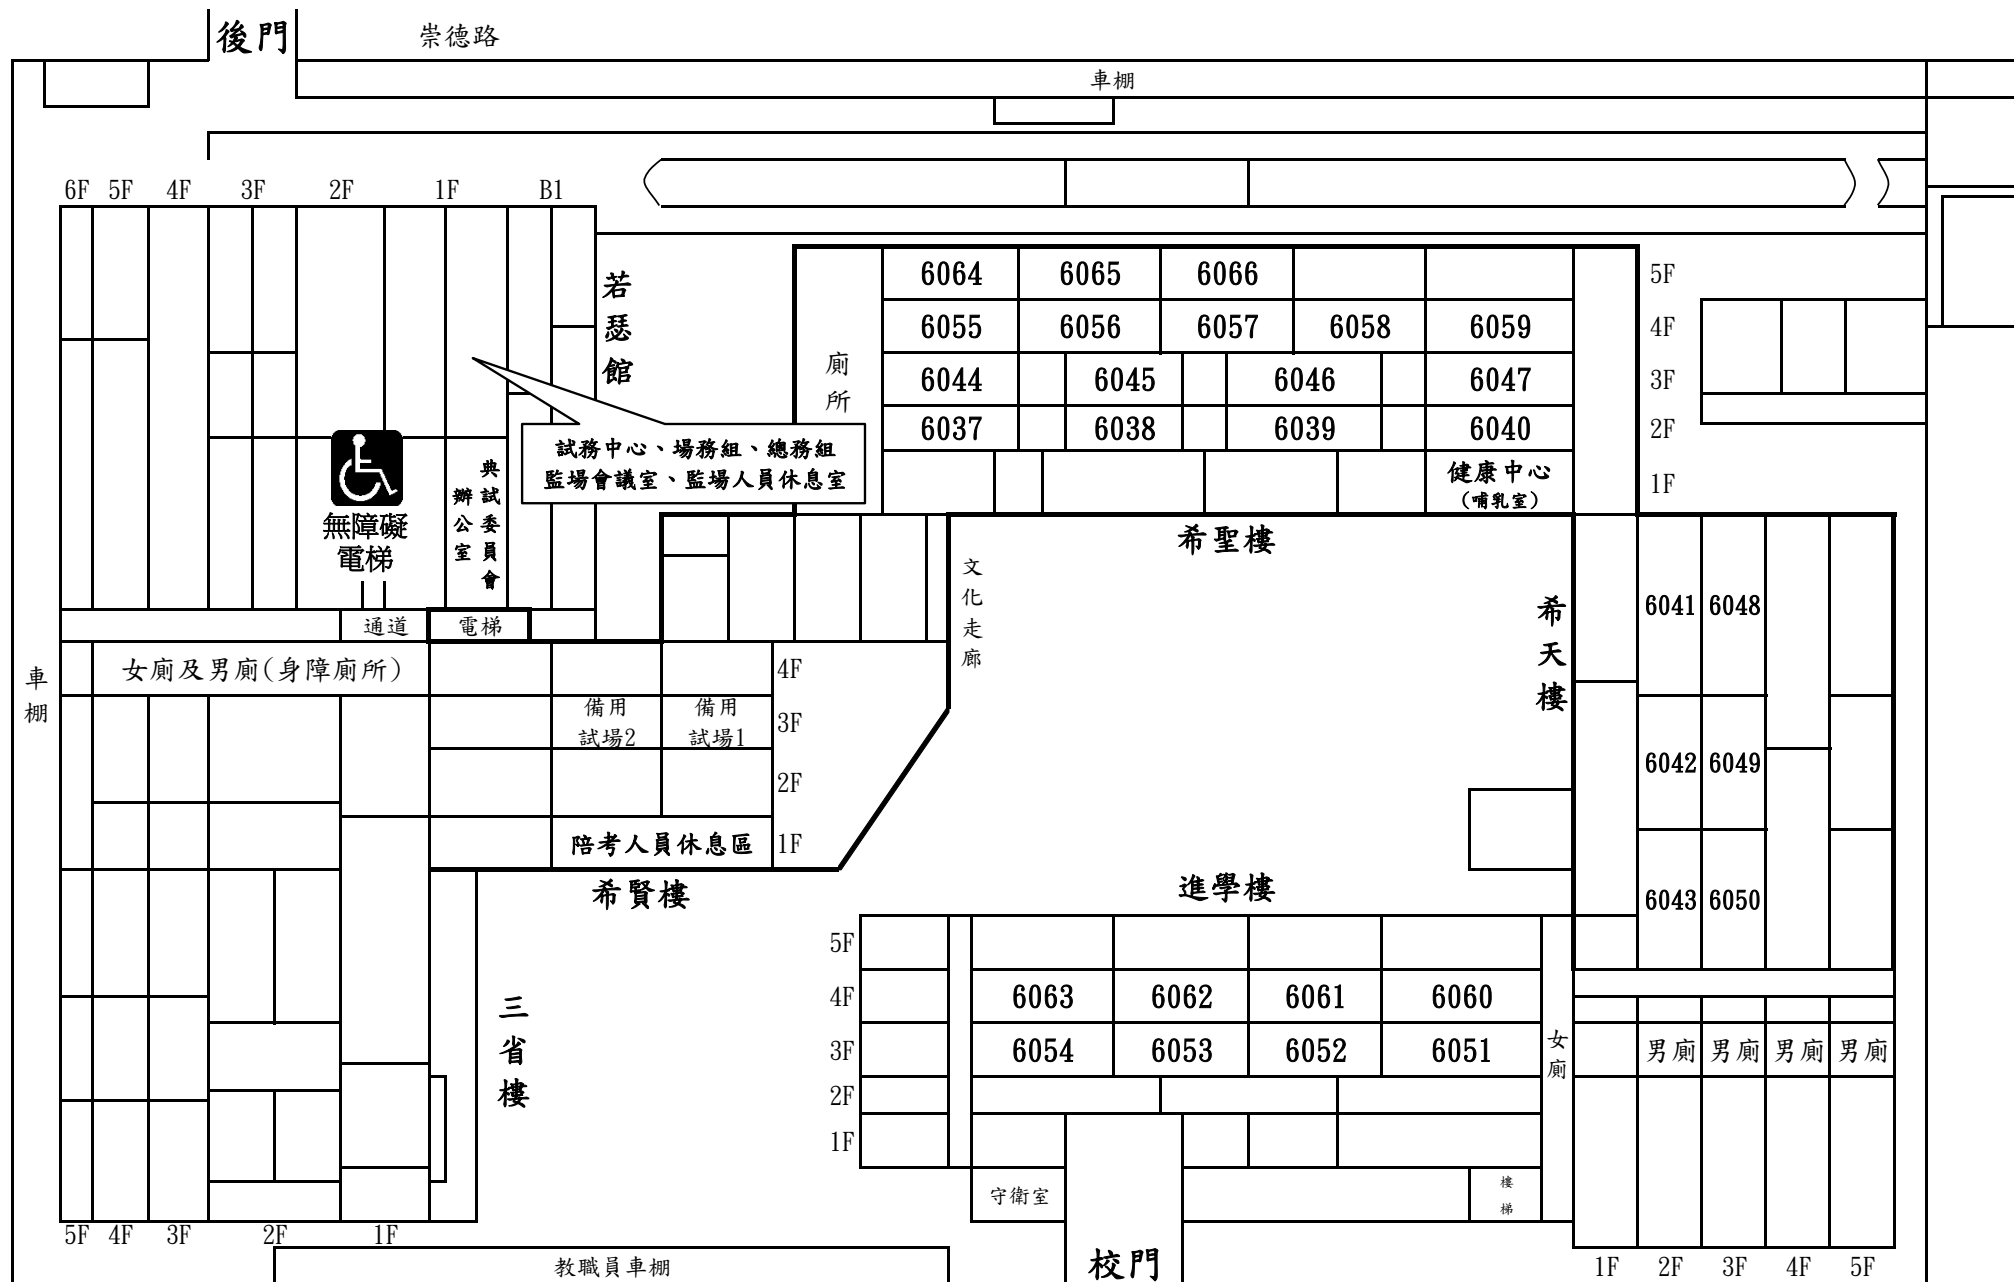 後門
崇德路
車棚
6F 5F 4F 3F 2F 1F B1
若瑟館
6064 6065 6066 5F
6055 6056 6057 6058 6059 4F
廁所
6044 6045 6046 6047 3F
6037 6038 6039 6040 2F
健康中心
(哺乳室)
1F
試務中心、場務組、總務組
監場會議室、監場人員休息室
典試委員會
辦公室
無障礙
電梯
希聖樓
文化走廊
希天樓
6041 6048
6042 6049
6043 6050
通道 電梯
車棚
女廁及男廁(身障廁所)
4F
備用
試場2
備用
試場1
3F
2F
陪考人員休息區 1F
希賢樓
進學樓
三省樓
5F
4F 6063 6062 6061 6060
3F 6054 6053 6052 6051
女廁
男廁 男廁 男廁 男廁
2F
1F
守衛室
樓梯
5F 4F 3F 2F 1F
教職員車棚
校門
1F 2F 3F 4F 5F